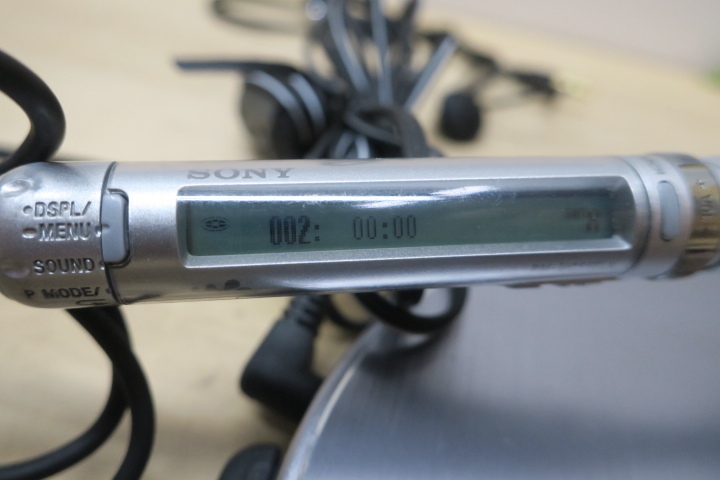 SONY
DSPL/
MENU
SOUND
P MODE/
002: 00:00